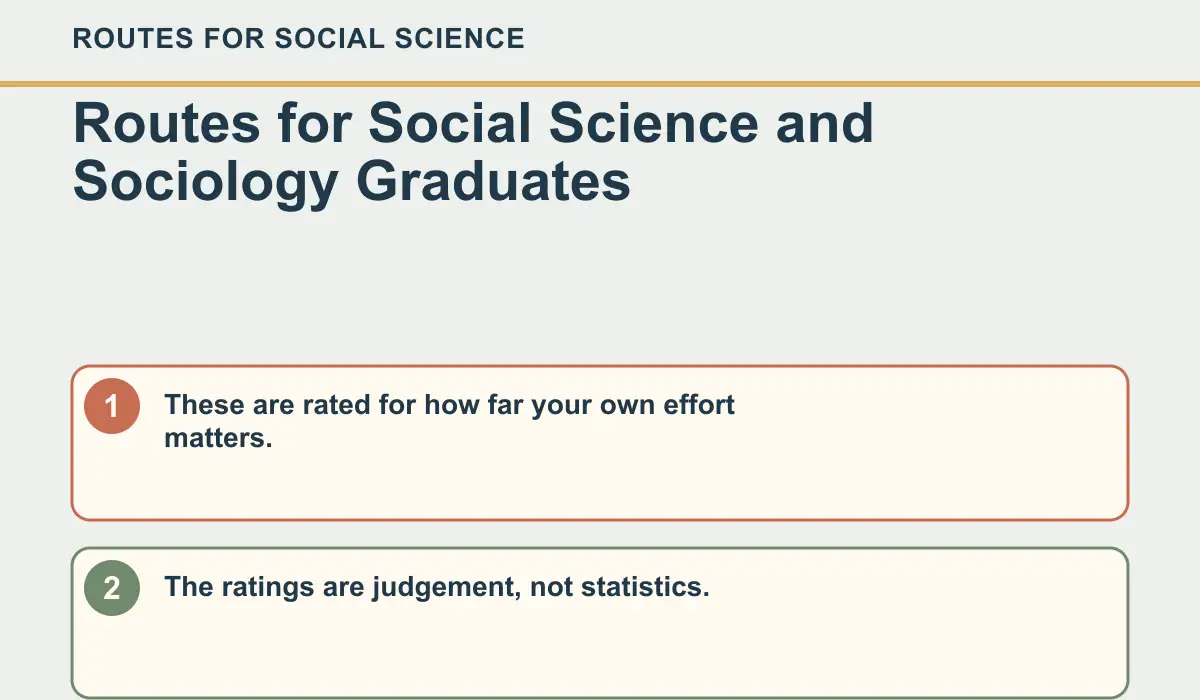 ROUTES FOR SOCIAL SCIENCE
Routes for Social Science and
Sociology Graduates
1
These are rated for how far your own effort
matters.
2
The ratings are judgement, not statistics.